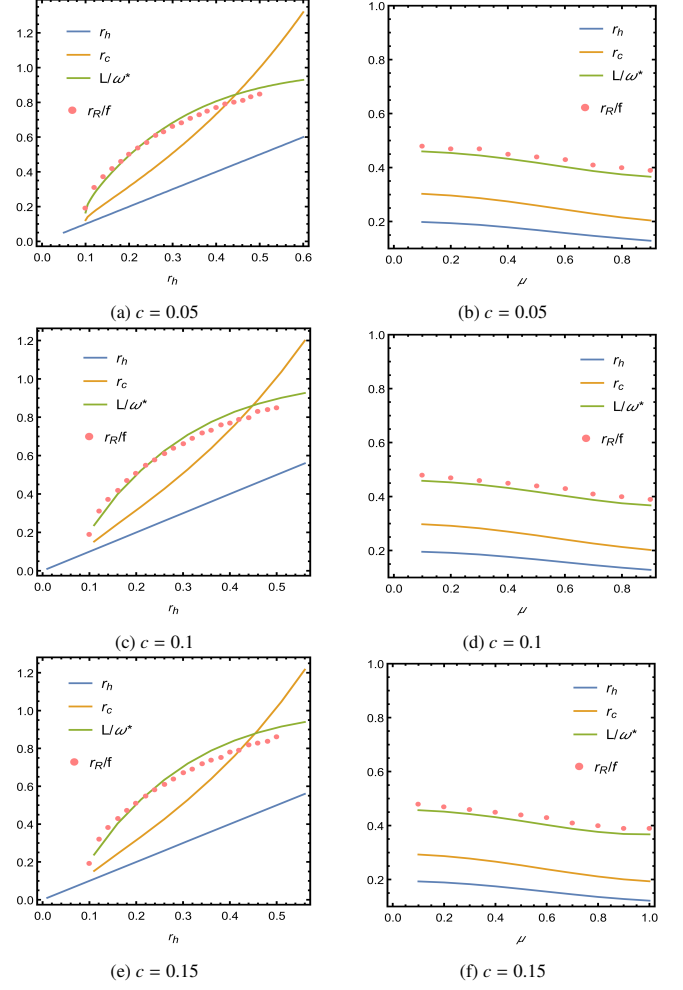 r_h
r_c
L/ω*
r_R/f
1.2
1.0
0.8
0.6
0.4
0.2
0.0
0.0 0.1 0.2 0.3 0.4 0.5 0.6
r_h
(a) c = 0.05
r_h
r_c
L/ω*
r_R/f
1.0
0.8
0.6
0.4
0.2
0.0 0.2 0.4 0.6 0.8
μ
(b) c = 0.05
r_h
r_c
L/ω*
r_R/f
1.2
1.0
0.8
0.6
0.4
0.2
0.0
0.0 0.1 0.2 0.3 0.4 0.5
r_h
(c) c = 0.1
r_h
r_c
L/ω*
r_R/f
1.0
0.8
0.6
0.4
0.2
0.0 0.2 0.4 0.6 0.8
μ
(d) c = 0.1
r_h
r_c
L/ω*
r_R/f
1.2
1.0
0.8
0.6
0.4
0.2
0.0
0.0 0.1 0.2 0.3 0.4 0.5
r_h
(e) c = 0.15
r_h
r_c
L/ω*
r_R/f
1.0
0.8
0.6
0.4
0.2
0.0 0.2 0.4 0.6 0.8 1.0
μ
(f) c = 0.15